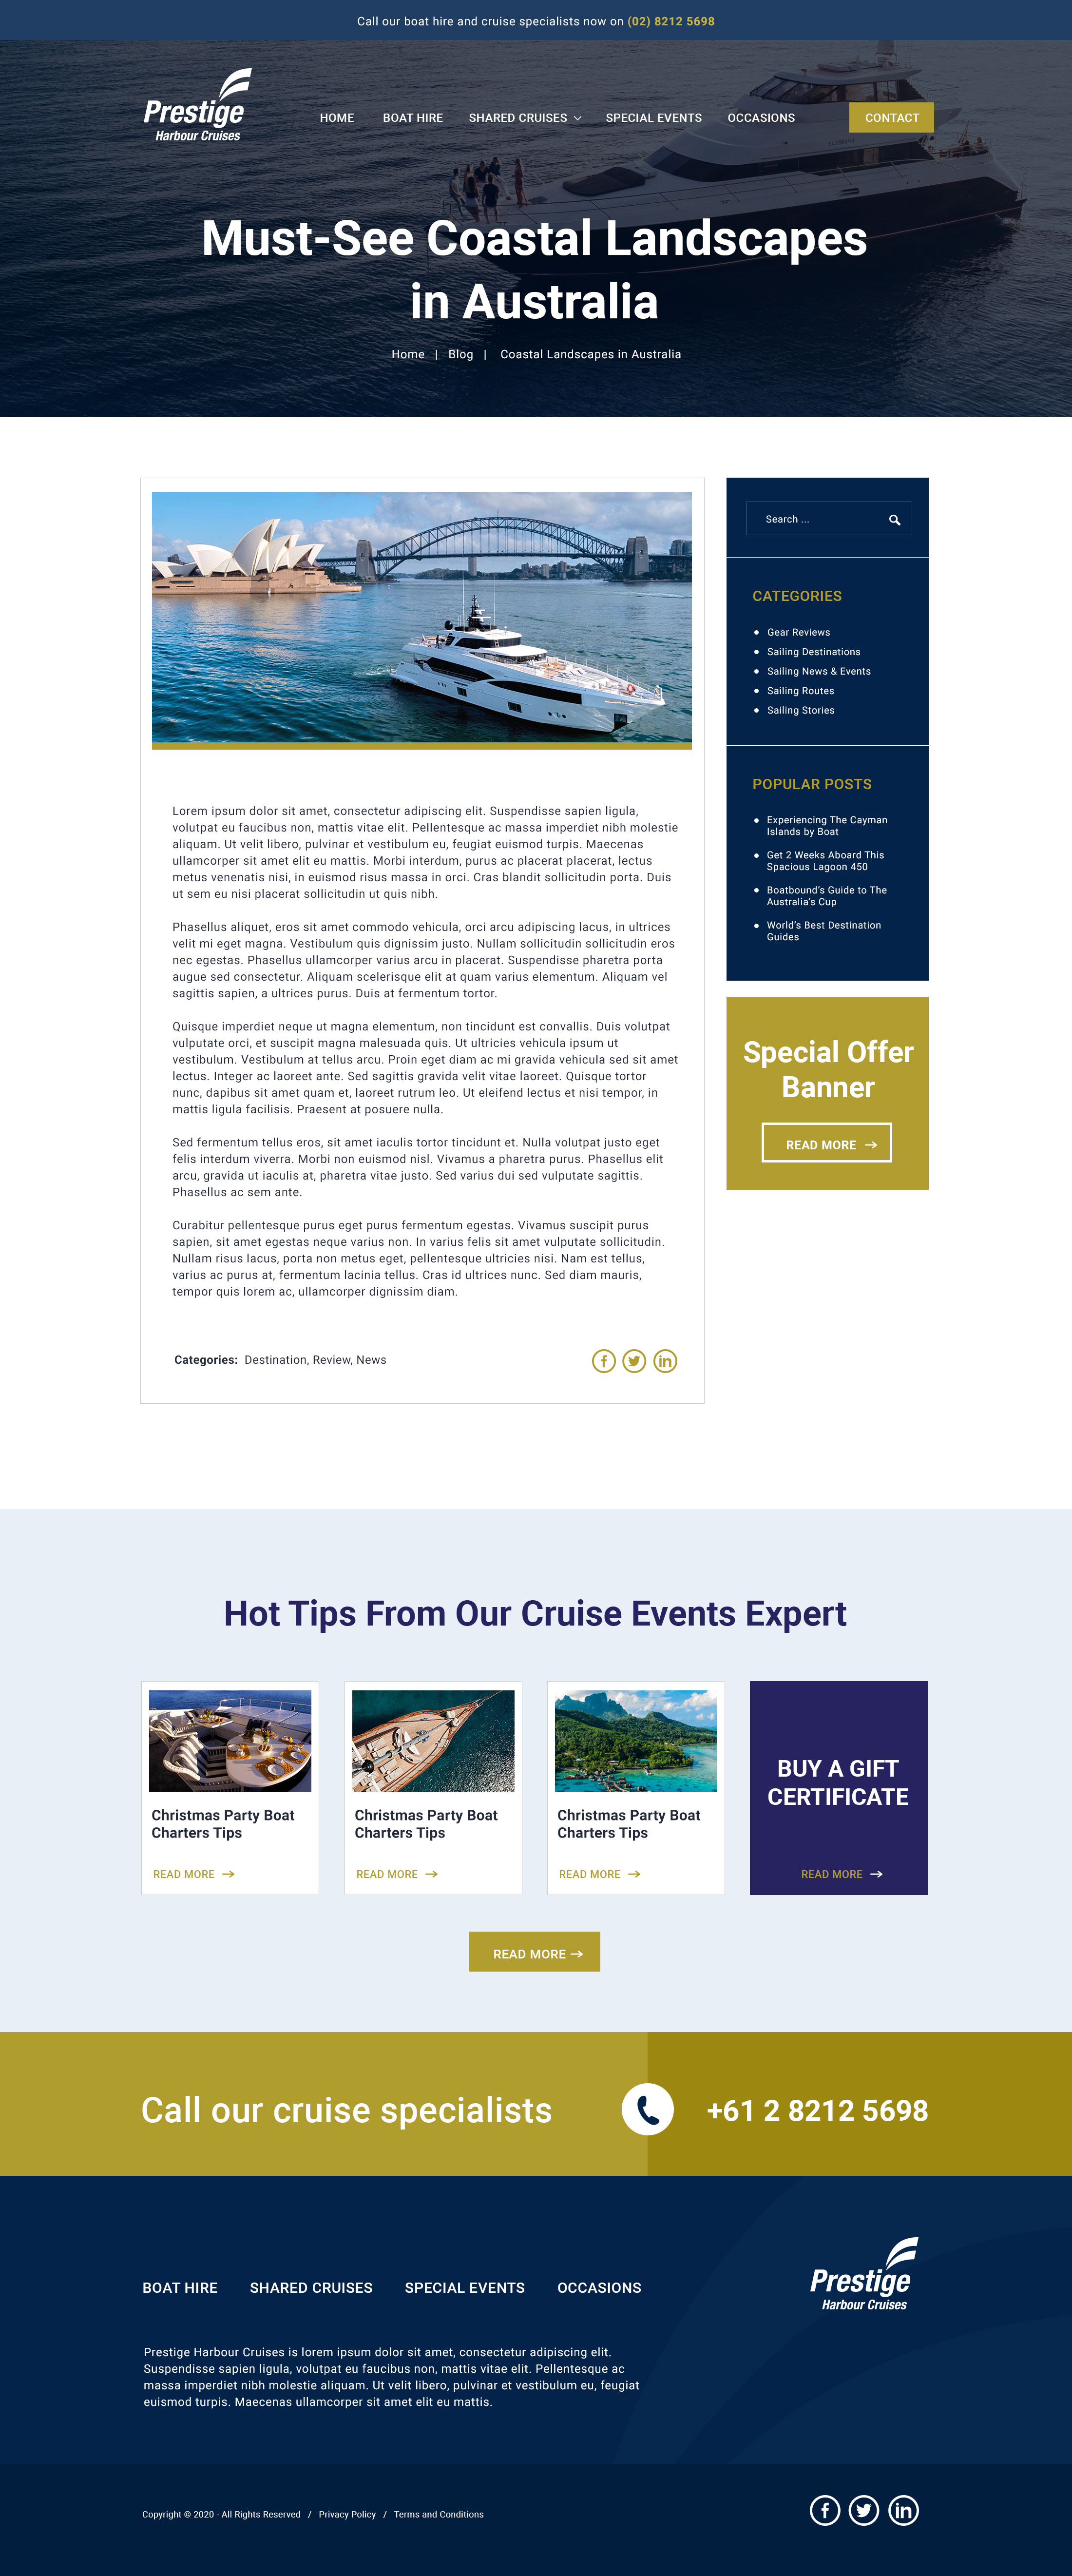 Call our boat hire and cruise specialists now on (02) 8212 5698
Prestige
Harbour Cruises
HOME BOAT HIRE SHARED CRUISES SPECIAL EVENTS OCCASIONS CONTACT
Must-See Coastal Landscapes
in Australia
Home | Blog | Coastal Landscapes in Australia
Lorem ipsum dolor sit amet, consectetur adipiscing elit. Suspendisse sapien ligula,
volutpat eu faucibus non, mattis vitae elit. Pellentesque ac massa imperdiet nibh molestie
aliquam. Ut velit libero, pulvinar et vestibulum eu, feugiat euismod turpis. Maecenas
ullamcorper sit amet elit eu mattis. Morbi interdum, purus ac placerat placerat, lectus
metus venenatis nisi, in euismod risus massa in orci. Cras blandit sollicitudin porta. Duis
ut sem eu nisi placerat sollicitudin ut quis nibh.
Phasellus aliquet, eros sit amet commodo vehicula, orci arcu adipiscing lacus, in ultrices
velit mi eget magna. Vestibulum quis dignissim justo. Nullam sollicitudin sollicitudin eros
nec egestas. Phasellus ullamcorper varius arcu in placerat. Suspendisse pharetra porta
augue sed consectetur. Aliquam scelerisque elit at quam varius elementum. Aliquam vel
sagittis sapien, a ultrices purus. Duis at fermentum tortor.
Quisque imperdiet neque ut magna elementum, non tincidunt est convallis. Duis volutpat
vulputate orci, et suscipit magna malesuada quis. Ut ultricies vehicula ipsum ut
vestibulum. Vestibulum at tellus arcu. Proin eget diam ac mi gravida vehicula sed sit amet
lectus. Integer ac laoreet ante. Sed sagittis gravida velit vitae laoreet. Quisque tortor
nunc, dapibus sit amet quam et, laoreet rutrum leo. Ut eleifend lectus et nisi tempor, in
mattis ligula facilisis. Praesent at posuere nulla.
Sed fermentum tellus eros, sit amet iaculis tortor tincidunt et. Nulla volutpat justo eget
felis interdum viverra. Morbi non euismod nisl. Vivamus a pharetra purus. Phasellus elit
arcu, gravida ut iaculis at, pharetra vitae justo. Sed varius dui sed vulputate sagittis.
Phasellus ac sem ante.
Curabitur pellentesque purus eget purus fermentum egestas. Vivamus suscipit purus
sapien, sit amet egestas neque varius non. In varius felis sit amet vulputate sollicitudin.
Nullam risus lacus, porta non metus eget, pellentesque ultricies nisi. Nam est tellus,
varius ac purus at, fermentum lacinia tellus. Cras id ultrices nunc. Sed diam mauris,
tempor quis lorem ac, ullamcorper dignissim diam.
Categories: Destination, Review, News
Search ...
CATEGORIES
Gear Reviews
Sailing Destinations
Sailing News & Events
Sailing Routes
Sailing Stories
POPULAR POSTS
Experiencing The Cayman
Islands by Boat
Get 2 Weeks Aboard This
Spacious Lagoon 450
Boatbound's Guide to The
Australia's Cup
World's Best Destination
Guides
Special Offer
Banner
READ MORE
Hot Tips From Our Cruise Events Expert
Christmas Party Boat
Charters Tips
READ MORE
Christmas Party Boat
Charters Tips
READ MORE
Christmas Party Boat
Charters Tips
READ MORE
BUY A GIFT
CERTIFICATE
READ MORE
READ MORE
Call our cruise specialists +61 2 8212 5698
BOAT HIRE SHARED CRUISES SPECIAL EVENTS OCCASIONS
Prestige
Harbour Cruises
Prestige Harbour Cruises is lorem ipsum dolor sit amet, consectetur adipiscing elit.
Suspendisse sapien ligula, volutpat eu faucibus non, mattis vitae elit. Pellentesque ac
massa imperdiet nibh molestie aliquam. Ut velit libero, pulvinar et vestibulum eu, feugiat
euismod turpis. Maecenas ullamcorper sit amet elit eu mattis.
Copyright © 2020 - All Rights Reserved / Privacy Policy / Terms and Conditions